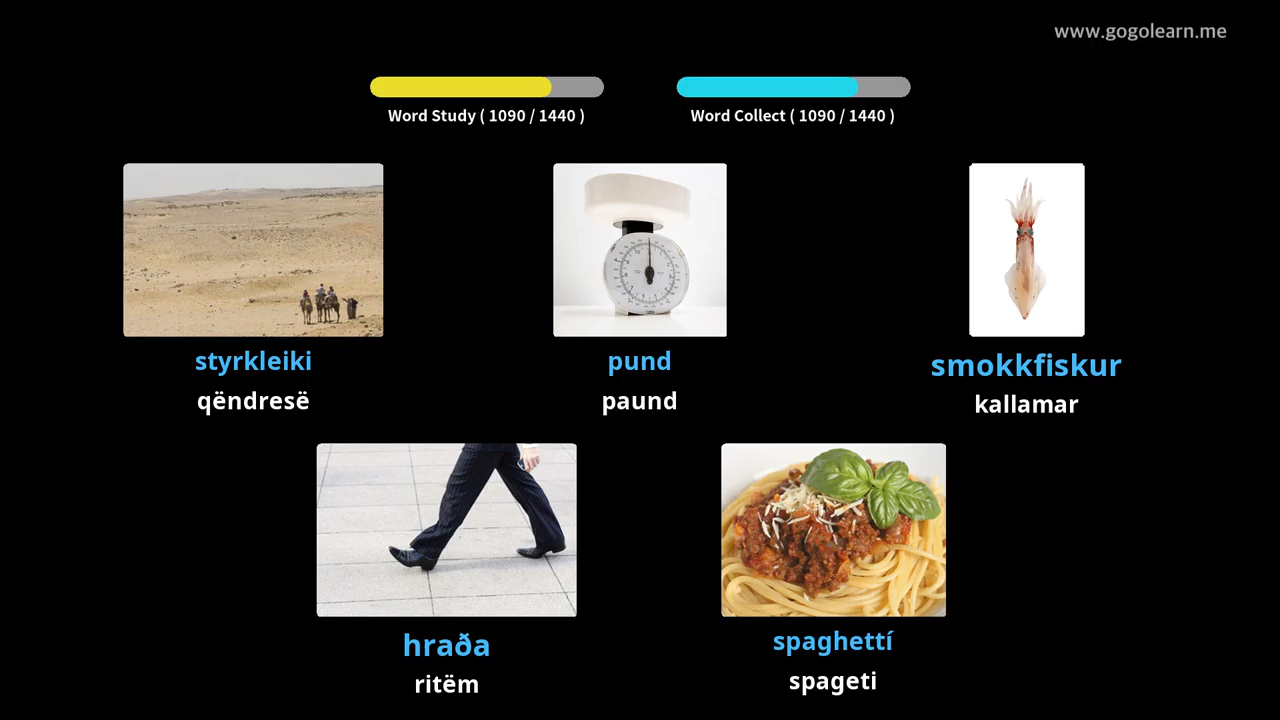 www.gogolearn.me
Word Study ( 1090 / 1440 )
Word Collect ( 1090 / 1440 )
styrkleiki
qëndresë
pund
paund
smokkfiskur
kallamar
hraða
ritëm
spaghettí
spageti